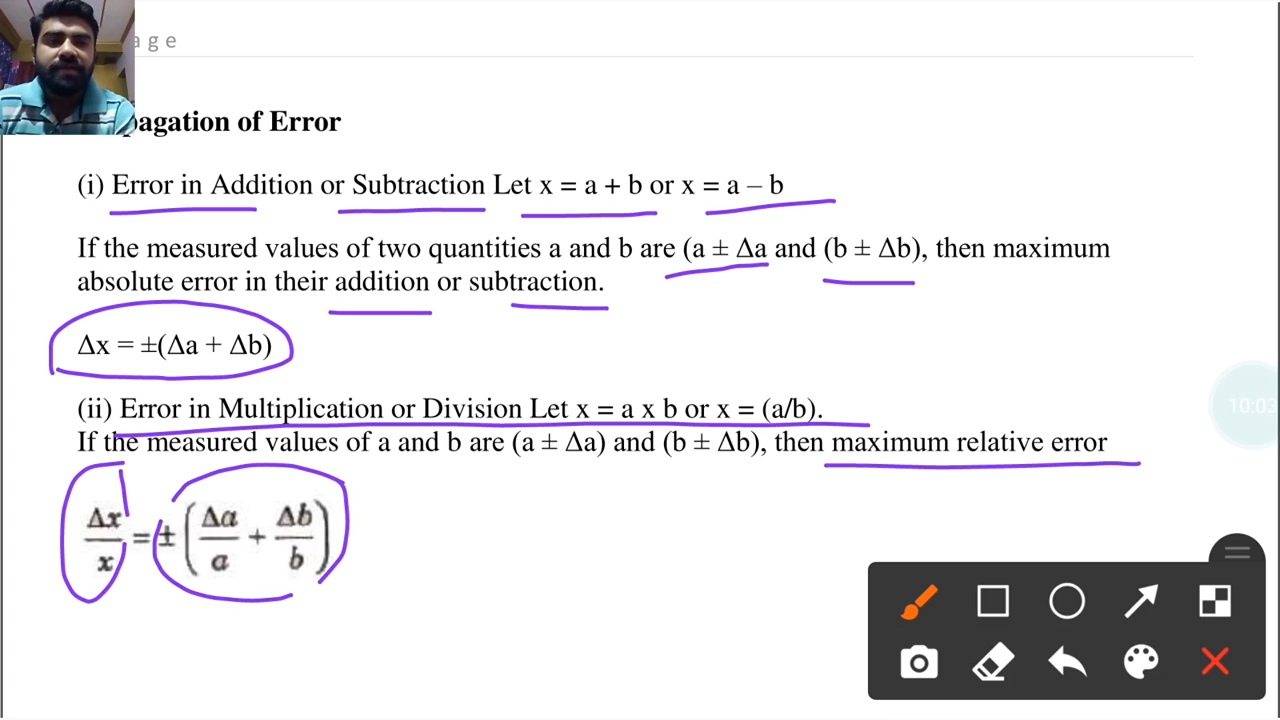 age
pagation of Error
(i) Error in Addition or Subtraction Let x = a + b or x = a – b
If the measured values of two quantities a and b are (a ± Δa and (b ± Δb), then maximum
absolute error in their addition or subtraction.
Δx = ±(Δa + Δb)
(ii) Error in Multiplication or Division Let x = a x b or x = (a/b).
If the measured values of a and b are (a ± Δa) and (b ± Δb), then maximum relative error
Δx/x = ± (Δa/a + Δb/b)
10:03